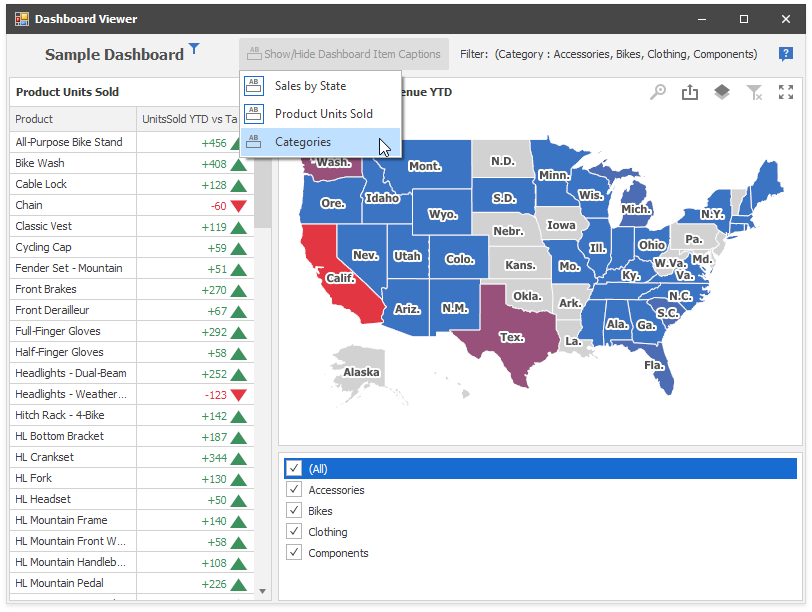 Dashboard Viewer
Sample Dashboard
Show/Hide Dashboard Item Captions
Filter: (Category : Accessories, Bikes, Clothing, Components)
AB Sales by State
AB Product Units Sold
AB Categories
Product Units Sold
enue YTD
Product UnitsSold YTD vs Ta
All-Purpose Bike Stand +456
Bike Wash +408
Cable Lock +128
Chain -60
Classic Vest +119
Cycling Cap +59
Fender Set - Mountain +51
Front Brakes +270
Front Derailleur +67
Full-Finger Gloves +292
Half-Finger Gloves +58
Headlights - Dual-Beam +252
Headlights - Weather... -123
Hitch Rack - 4-Bike +142
HL Bottom Bracket +187
HL Crankset +344
HL Fork +130
HL Headset +50
HL Mountain Frame +140
HL Mountain Front W... +58
HL Mountain Handleb... +108
HL Mountain Pedal +226
Wash. Mont. N.D. Minn.
Ore. Idaho Wyo. S.D. Wis. Mich. N.Y.
Nev. Utah Colo. Nebr. Iowa Ill. Ohio Pa.
Calif. Kans. Mo. Ky. W.Va. Md. Va.
Ariz. N.M. Okla. Ark. N.C. S.C.
Tex. La. Ala. Ga. Fla.
Alaska
(All)
Accessories
Bikes
Clothing
Components